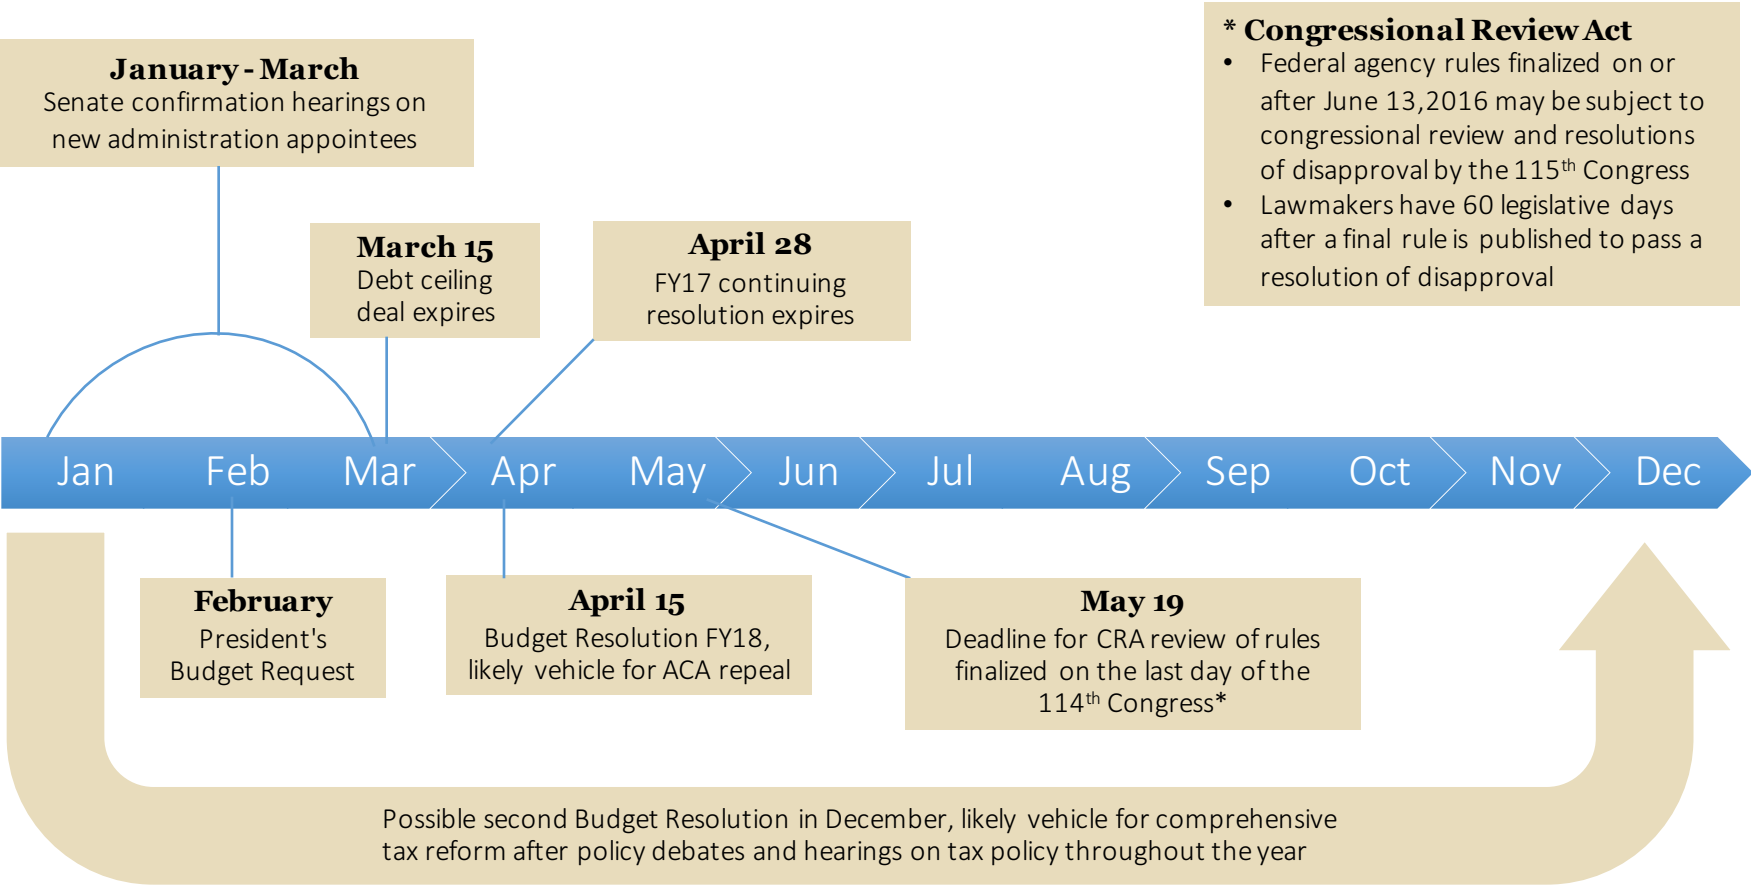 * Congressional Review Act
• Federal agency rules finalized on or
after June 13,2016 may be subject to
congressional review and resolutions
of disapproval by the 115th Congress
• Lawmakers have 60 legislative days
after a final rule is published to pass a
resolution of disapproval
January - March
Senate confirmation hearings on
new administration appointees
March 15
Debt ceiling
deal expires
April 28
FY17 continuing
resolution expires
Jan Feb Mar Apr May Jun Jul Aug Sep Oct Nov Dec
February
President's
Budget Request
April 15
Budget Resolution FY18,
likely vehicle for ACA repeal
May 19
Deadline for CRA review of rules
finalized on the last day of the
114th Congress*
Possible second Budget Resolution in December, likely vehicle for comprehensive
tax reform after policy debates and hearings on tax policy throughout the year